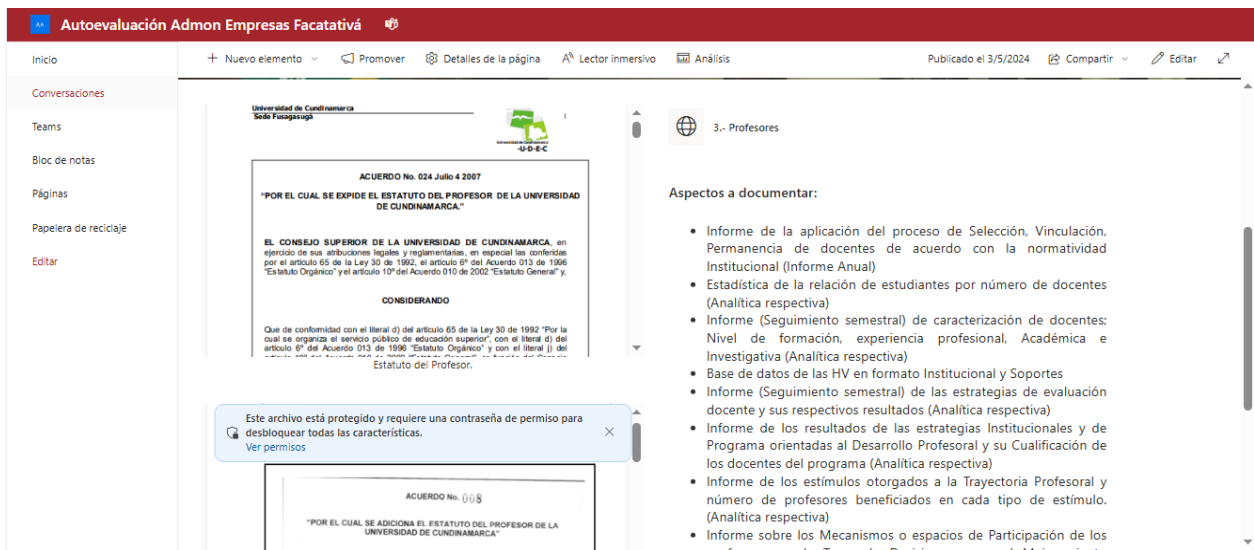 AA Autoevaluación Admon Empresas Facatativá
Inicio
Conversaciones
Teams
Bloc de notas
Páginas
Papelera de reciclaje
Editar
Nuevo elemento
Promover
Detalles de la página
Lector inmersivo
Análisis
Publicado el 3/5/2024
Compartir
Editar
Universidad de Cundinamarca
Sede Fusagasugá
1
-U-D-E-C
ACUERDO No. 024 Julio 4 2007
“POR EL CUAL SE EXPIDE EL ESTATUTO DEL PROFESOR DE LA UNIVERSIDAD
DE CUNDINAMARCA.”
EL CONSEJO SUPERIOR DE LA UNIVERSIDAD DE CUNDINAMARCA, en
ejercicio de sus atribuciones legales y reglamentarias, en especial las conferidas
por el artículo 65 de la Ley 30 de 1992, el artículo 6º del Acuerdo 013 de 1996
“Estatuto Orgánico” y el artículo 10º del Acuerdo 010 de 2002 “Estatuto General” y,
CONSIDERANDO
Que de conformidad con el literal d) del artículo 65 de la Ley 30 de 1992 “Por la
cual se organiza el servicio público de educación superior”, con el literal d) del
artículo 6º del Acuerdo 013 de 1996 “Estatuto Orgánico” y con el literal j) del
Estatuto del Profesor.
Este archivo está protegido y requiere una contraseña de permiso para
desbloquear todas las características.
Ver permisos
ACUERDO No. 008
“POR EL CUAL SE ADICIONA EL ESTATUTO DEL PROFESOR DE LA
UNIVERSIDAD DE CUNDINAMARCA”
3.- Profesores
Aspectos a documentar:
• Informe de la aplicación del proceso de Selección, Vinculación,
Permanencia de docentes de acuerdo con la normatividad
Institucional (Informe Anual)
• Estadística de la relación de estudiantes por número de docentes
(Analítica respectiva)
• Informe (Seguimiento semestral) de caracterización de docentes;
Nivel de formación, experiencia profesional, Académica e
Investigativa (Analítica respectiva)
• Base de datos de las HV en formato Institucional y Soportes
• Informe (Seguimiento semestral) de las estrategias de evaluación
docente y sus respectivos resultados (Analítica respectiva)
• Informe de los resultados de las estrategias Institucionales y de
Programa orientadas al Desarrollo Profesoral y su Cualificación de
los docentes del programa (Analítica respectiva)
• Informe de los estímulos otorgados a la Trayectoria Profesoral y
número de profesores beneficiados en cada tipo de estímulo.
(Analítica respectiva)
• Informe sobre los Mecanismos o espacios de Participación de los